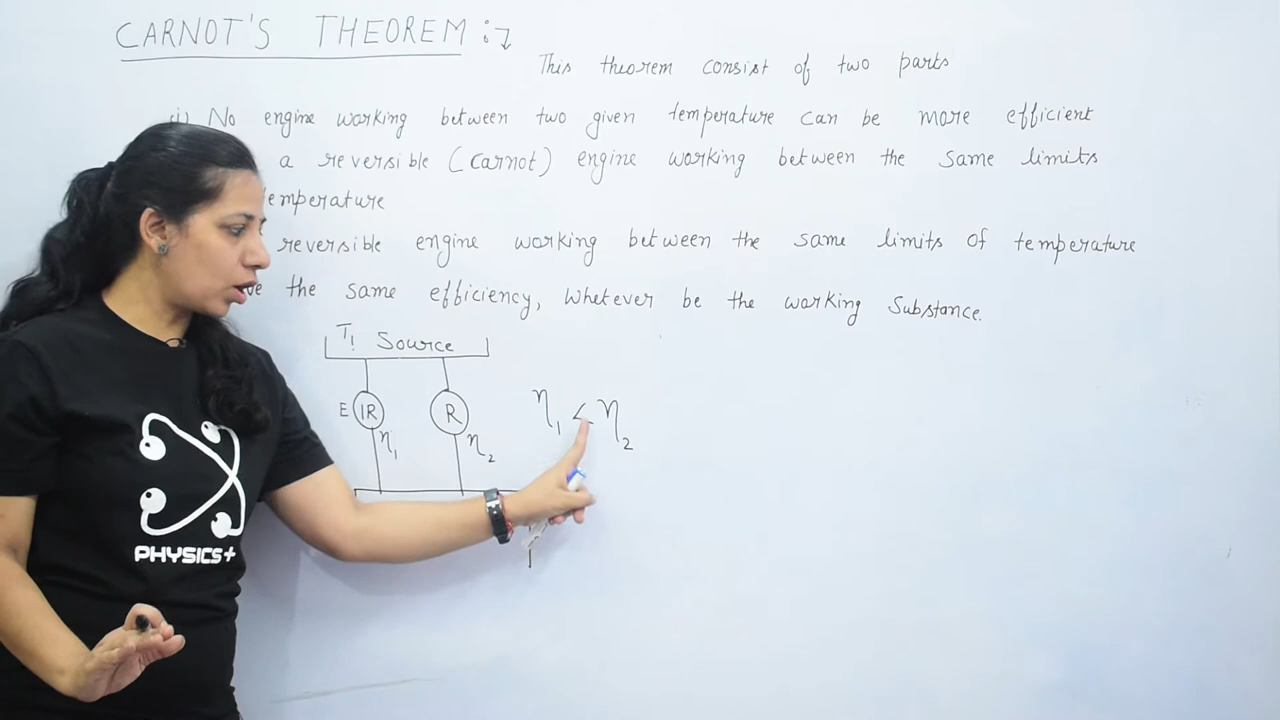 CARNOT'S THEOREM :→
This theorem consist of two parts
(i) No engine working between two given temperature can be more efficient
a reversible (Carnot) engine working between the same limits
emperature
reversible engine working between the same limits of temperature
ve the same efficiency, Whatever be the working Substance.
T1 Source
E IR R
η1 η2
η1 < η2
PHYSICS+